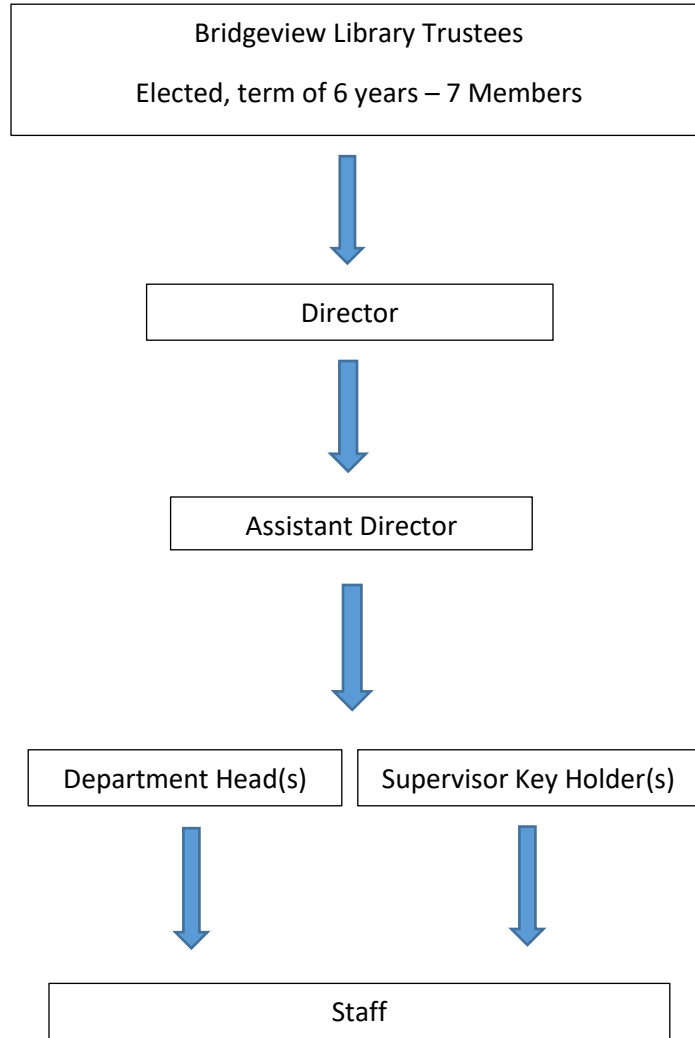 Bridgeview Library Trustees
Elected, term of 6 years – 7 Members
Director
Assistant Director
Department Head(s)
Supervisor Key Holder(s)
Staff